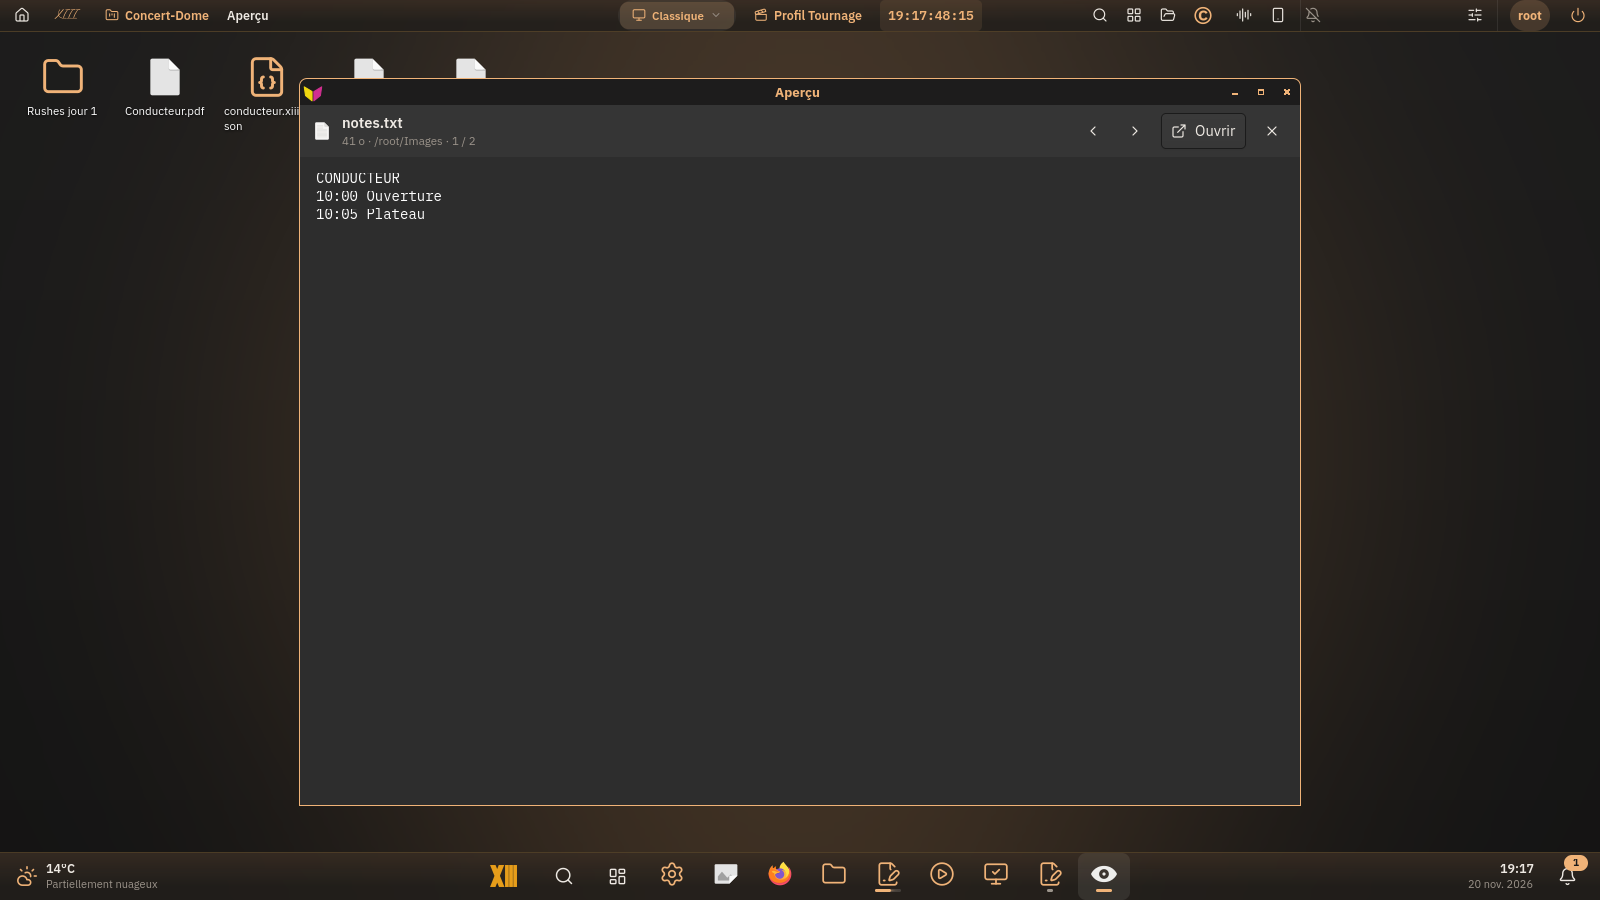 Concert-Dome Aperçu Classique Profil Tournage 19:17:48:15 root
Rushes jour 1
Conducteur.pdf
conducteur.xiii
son
Aperçu
notes.txt
41 o · /root/Images · 1 / 2
Ouvrir
CONDUCTEUR
10:00 Ouverture
10:05 Plateau
14°C
Partiellement nuageux
XIII
19:17
20 nov. 2026
1